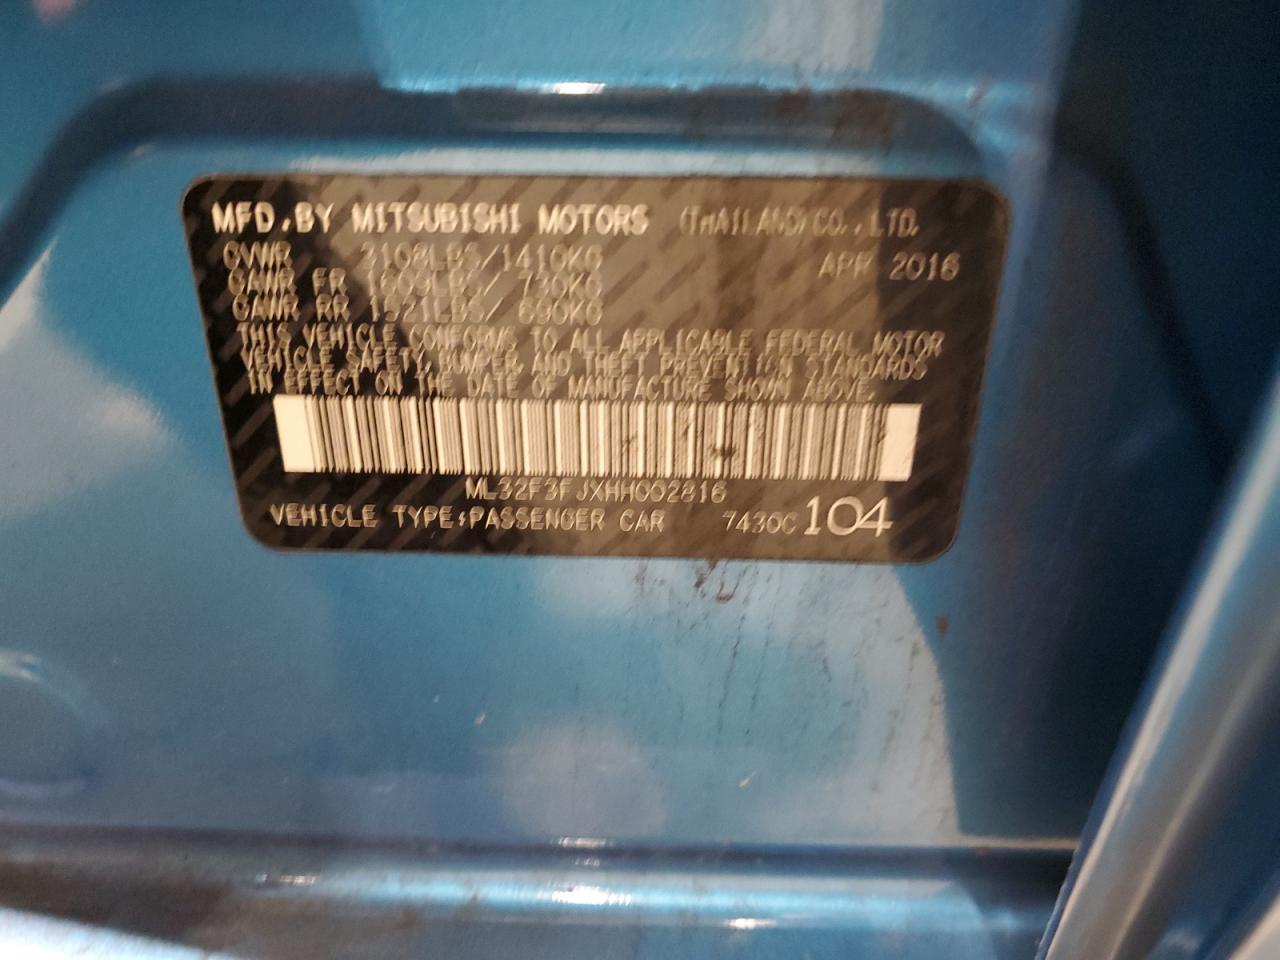 MFD.BY MITSUBISHI MOTORS (THAILAND) CO.,LTD.
GVWR 3108LBS/1410KG APR 2016
GAWR FR 1609LBS/ 730KG
GAWR RR 1521LBS/ 690KG
THIS VEHICLE CONFORMS TO ALL APPLICABLE FEDERAL MOTOR
VEHICLE SAFETY, BUMPER, AND THEFT PREVENTION STANDARDS
IN EFFECT ON THE DATE OF MANUFACTURE SHOWN ABOVE.
ML32F3FJXHH002816
VEHICLE TYPE:PASSENGER CAR 7430C 104